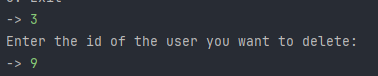 -> 3
Enter the id of the user you want to delete:
-> 9